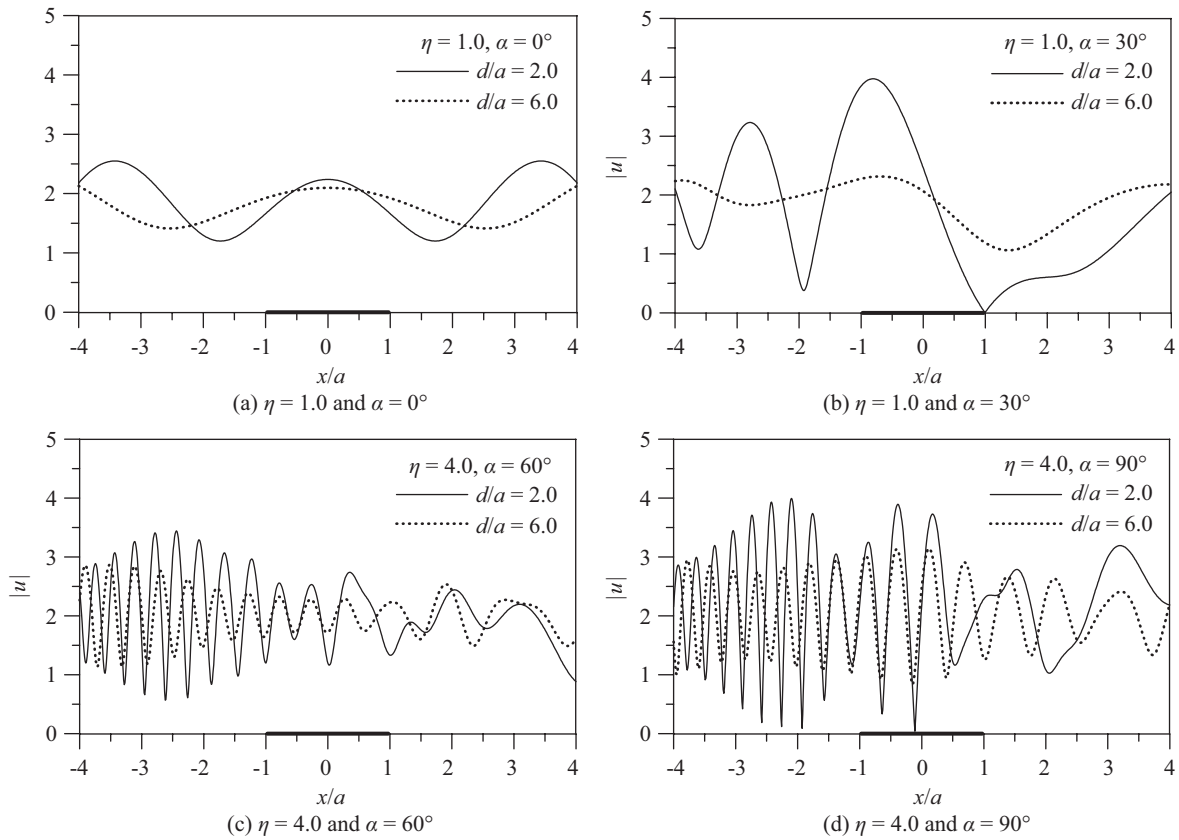 5
4
3
2
1
0
η = 1.0, α = 0°
d/a = 2.0
d/a = 6.0
-4 -3 -2 -1 0 1 2 3 4
x/a
(a) η = 1.0 and α = 0°
5
4
3
2
1
0
|u|
η = 1.0, α = 30°
d/a = 2.0
d/a = 6.0
-4 -3 -2 -1 0 1 2 3 4
x/a
(b) η = 1.0 and α = 30°
5
4
3
2
1
0
|u|
η = 4.0, α = 60°
d/a = 2.0
d/a = 6.0
-4 -3 -2 -1 0 1 2 3 4
x/a
(c) η = 4.0 and α = 60°
5
4
3
2
1
0
|u|
η = 4.0, α = 90°
d/a = 2.0
d/a = 6.0
-4 -3 -2 -1 0 1 2 3 4
x/a
(d) η = 4.0 and α = 90°